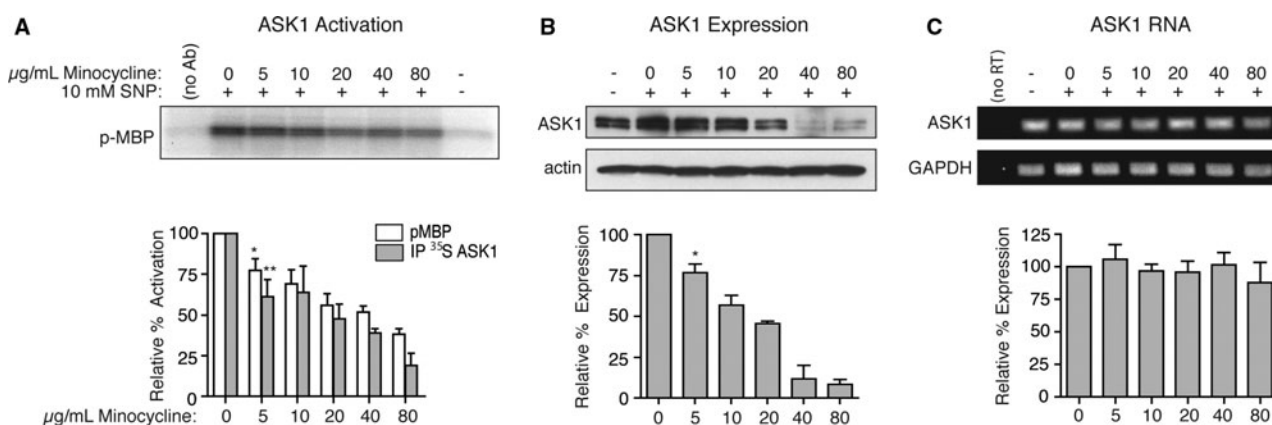 A
ASK1 Activation
µg/mL Minocycline: (no Ab) 0 5 10 20 40 80 -
10 mM SNP: + + + + + + -
p-MBP
pMBP
IP 35S ASK1
Relative % Activation
100
75
50
25
0
* **
µg/mL Minocycline: 0 5 10 20 40 80
B
ASK1 Expression
- 0 5 10 20 40 80
- + + + + + +
ASK1
actin
Relative % Expression
100
75
50
25
0
*
0 5 10 20 40 80
C
ASK1 RNA
(no RT) - 0 5 10 20 40 80
- + + + + + +
ASK1
GAPDH
Relative % Expression
125
100
75
50
25
0
0 5 10 20 40 80